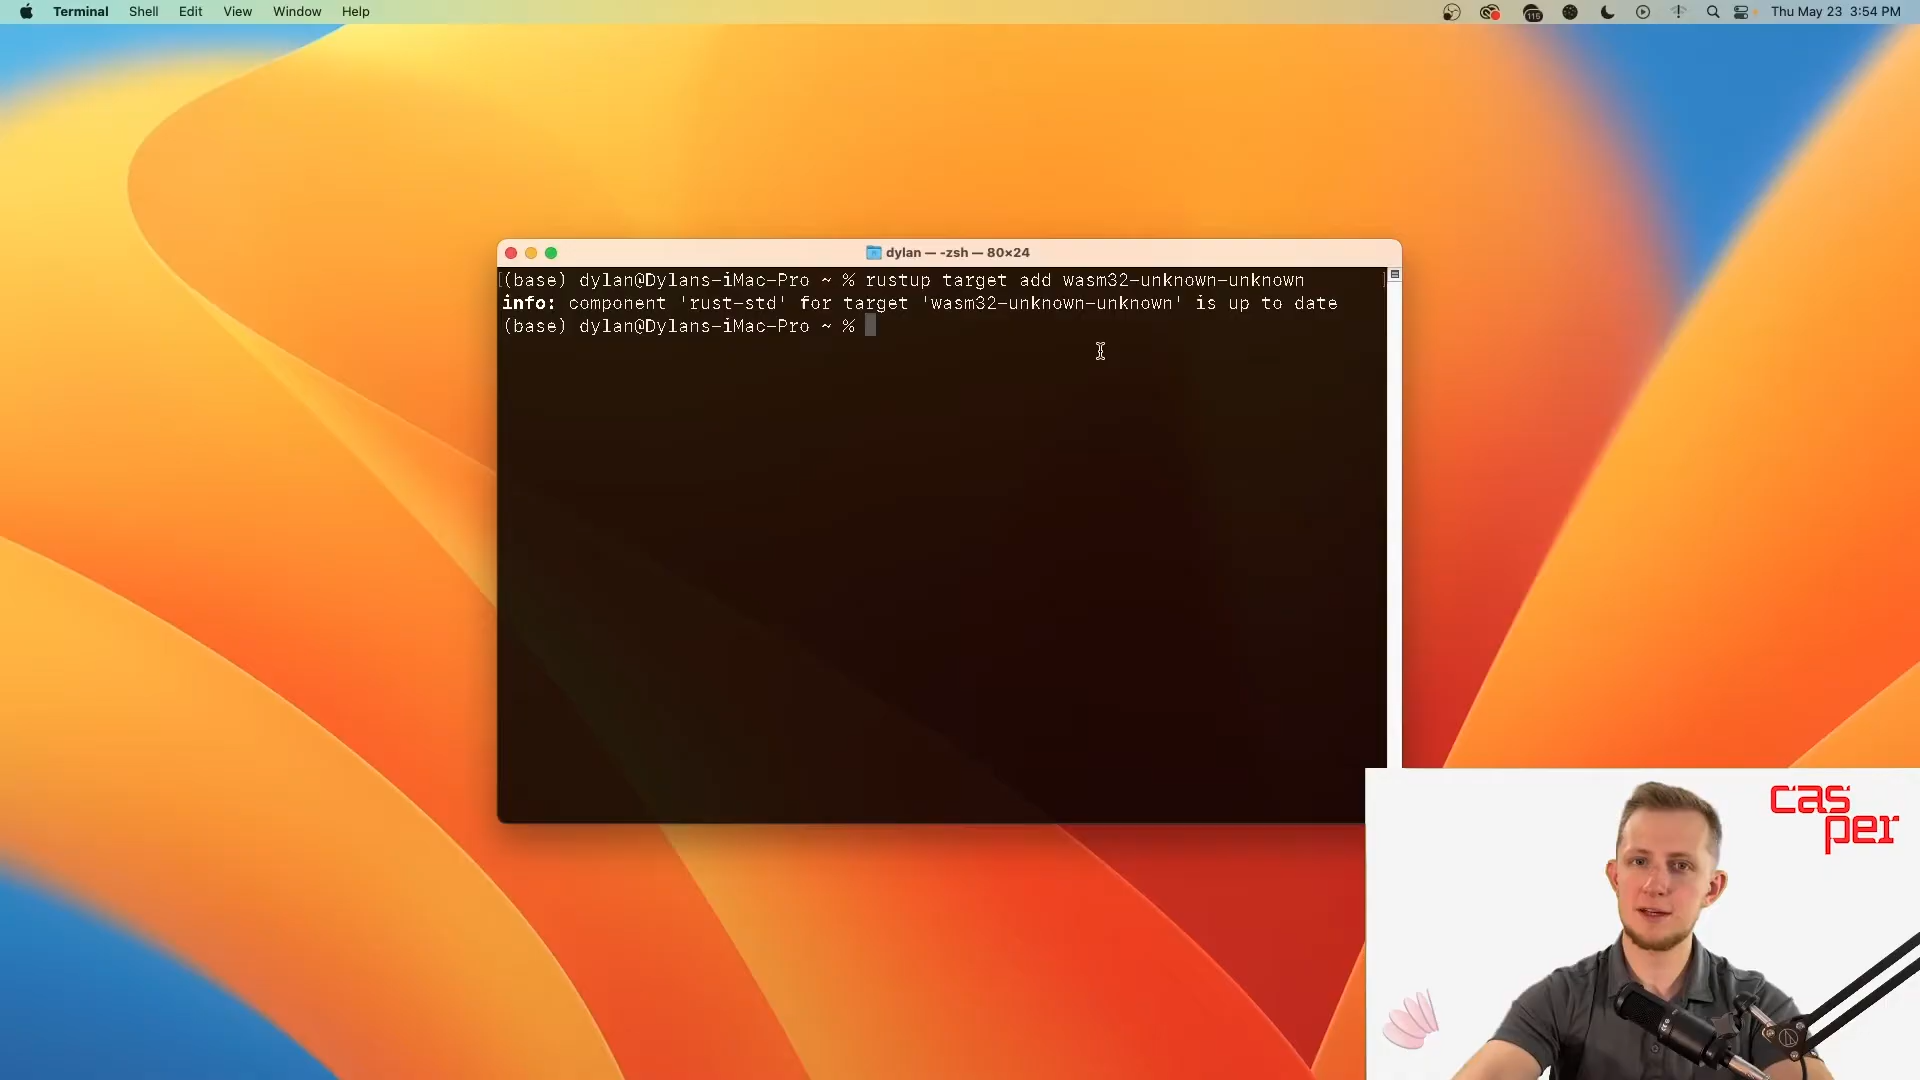 Terminal Shell Edit View Window Help
115
Thu May 23 3:54 PM
dylan — -zsh — 80×24
(base) dylan@Dylans-iMac-Pro ~ % rustup target add wasm32-unknown-unknown
info: component 'rust-std' for target 'wasm32-unknown-unknown' is up to date
(base) dylan@Dylans-iMac-Pro ~ %
cas
per